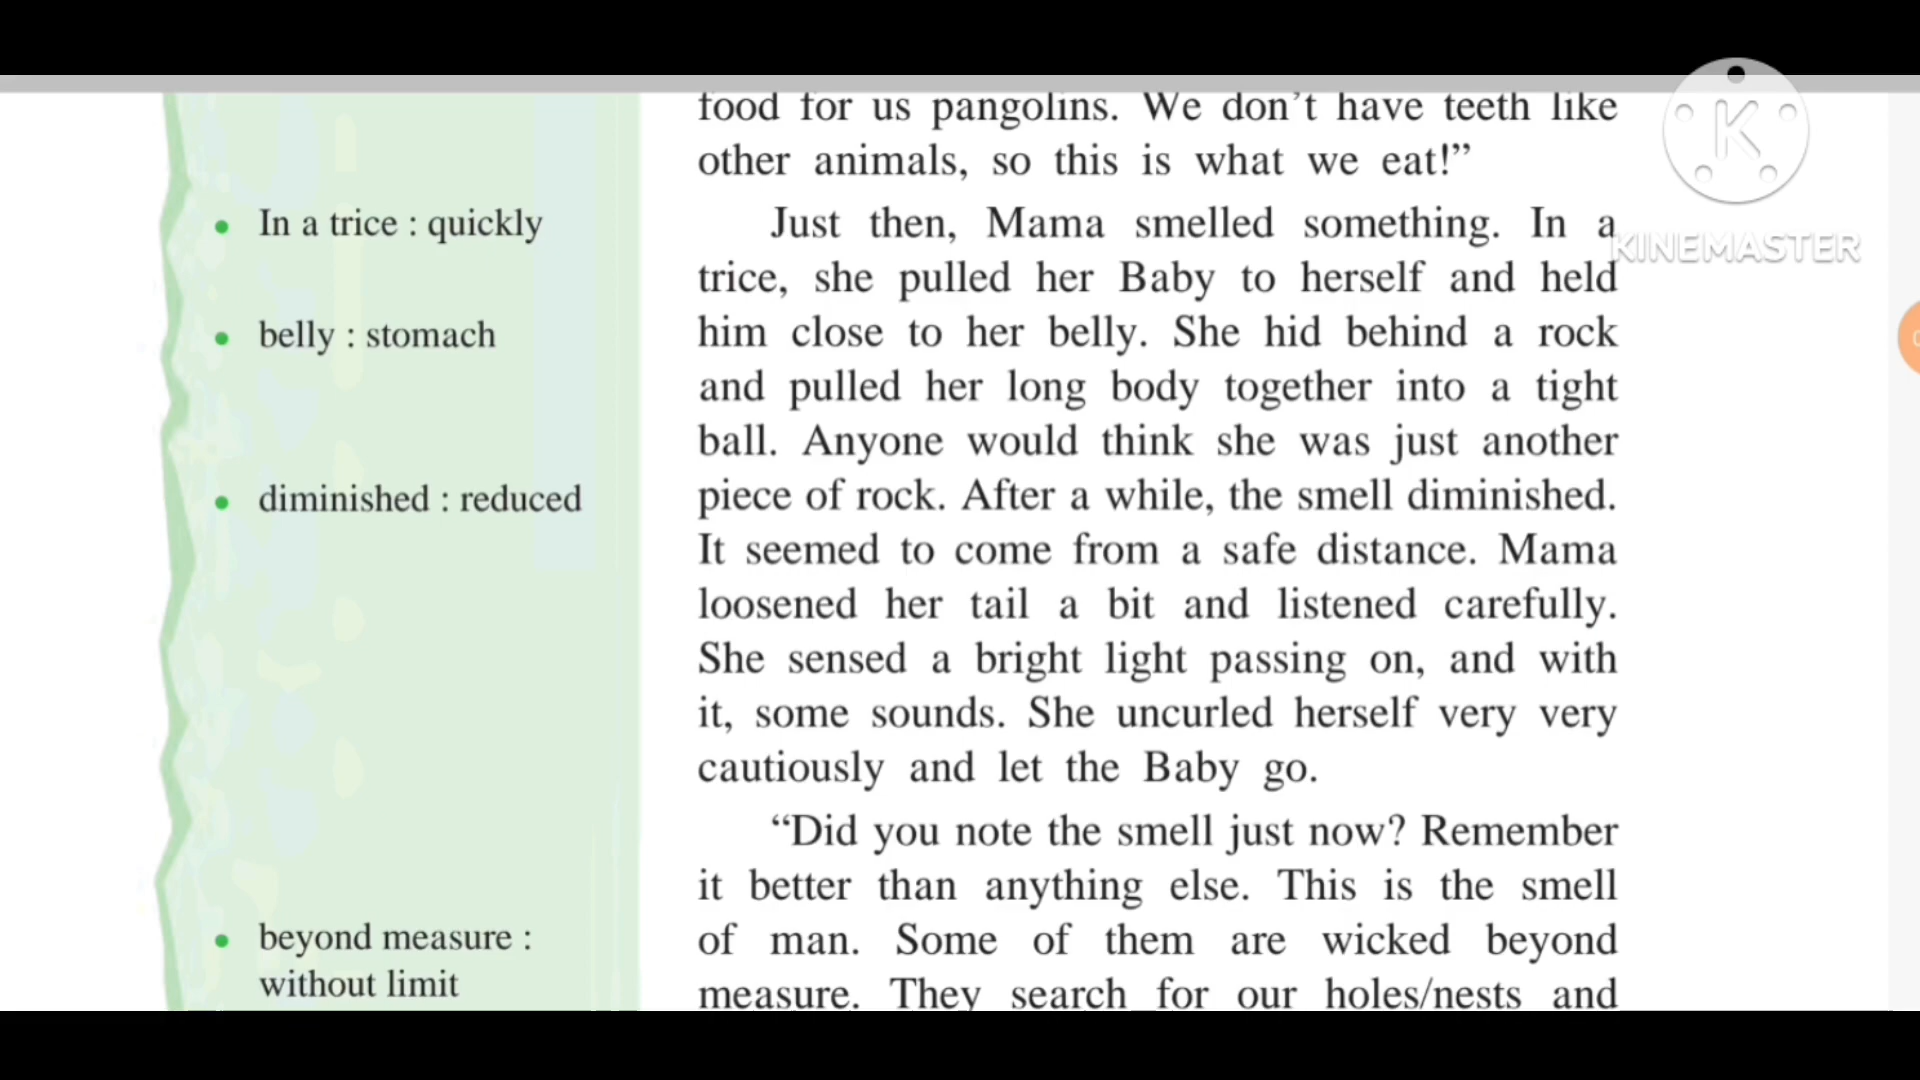 food for us pangolins. We don’t have teeth like
other animals, so this is what we eat!”
• In a trice : quickly
Just then, Mama smelled something. In a
trice, she pulled her Baby to herself and held
• belly : stomach
him close to her belly. She hid behind a rock
and pulled her long body together into a tight
ball. Anyone would think she was just another
• diminished : reduced
piece of rock. After a while, the smell diminished.
It seemed to come from a safe distance. Mama
loosened her tail a bit and listened carefully.
She sensed a bright light passing on, and with
it, some sounds. She uncurled herself very very
cautiously and let the Baby go.
“Did you note the smell just now? Remember
it better than anything else. This is the smell
• beyond measure :
without limit
of man. Some of them are wicked beyond
measure. They search for our holes/nests and
K
KINEMASTER